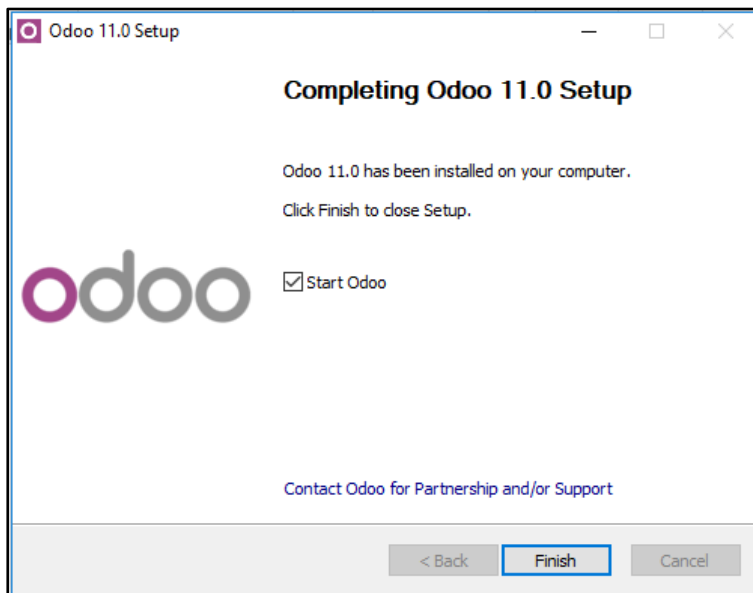 Odoo 11.0 Setup
Completing Odoo 11.0 Setup
Odoo 11.0 has been installed on your computer.
Click Finish to close Setup.
odoo
Start Odoo
Contact Odoo for Partnership and/or Support
< Back Finish Cancel